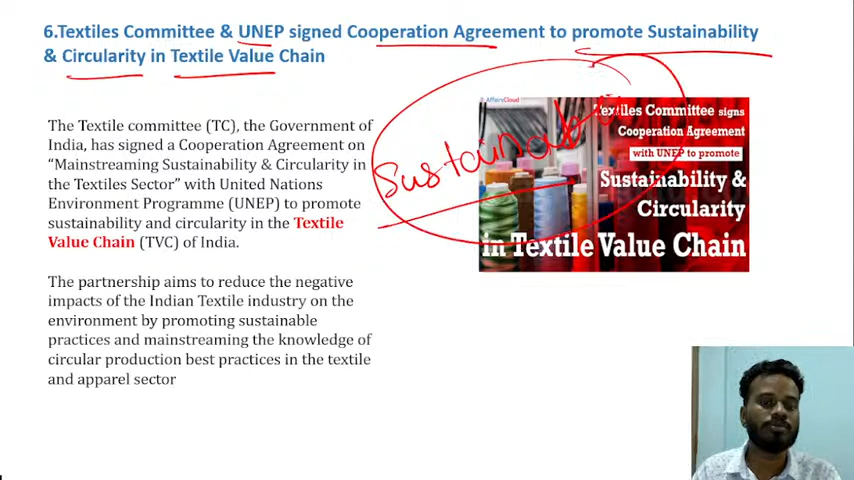 6.Textiles Committee & UNEP signed Cooperation Agreement to promote Sustainability
& Circularity in Textile Value Chain
The Textile committee (TC), the Government of
India, has signed a Cooperation Agreement on
“Mainstreaming Sustainability & Circularity in
the Textiles Sector” with United Nations
Environment Programme (UNEP) to promote
sustainability and circularity in the Textile
Value Chain (TVC) of India.
The partnership aims to reduce the negative
impacts of the Indian Textile industry on the
environment by promoting sustainable
practices and mainstreaming the knowledge of
circular production best practices in the textile
and apparel sector
AffairsCloud
Textiles Committee signs
Cooperation Agreement
with UNEP to promote
Sustainability &
Circularity
in Textile Value Chain